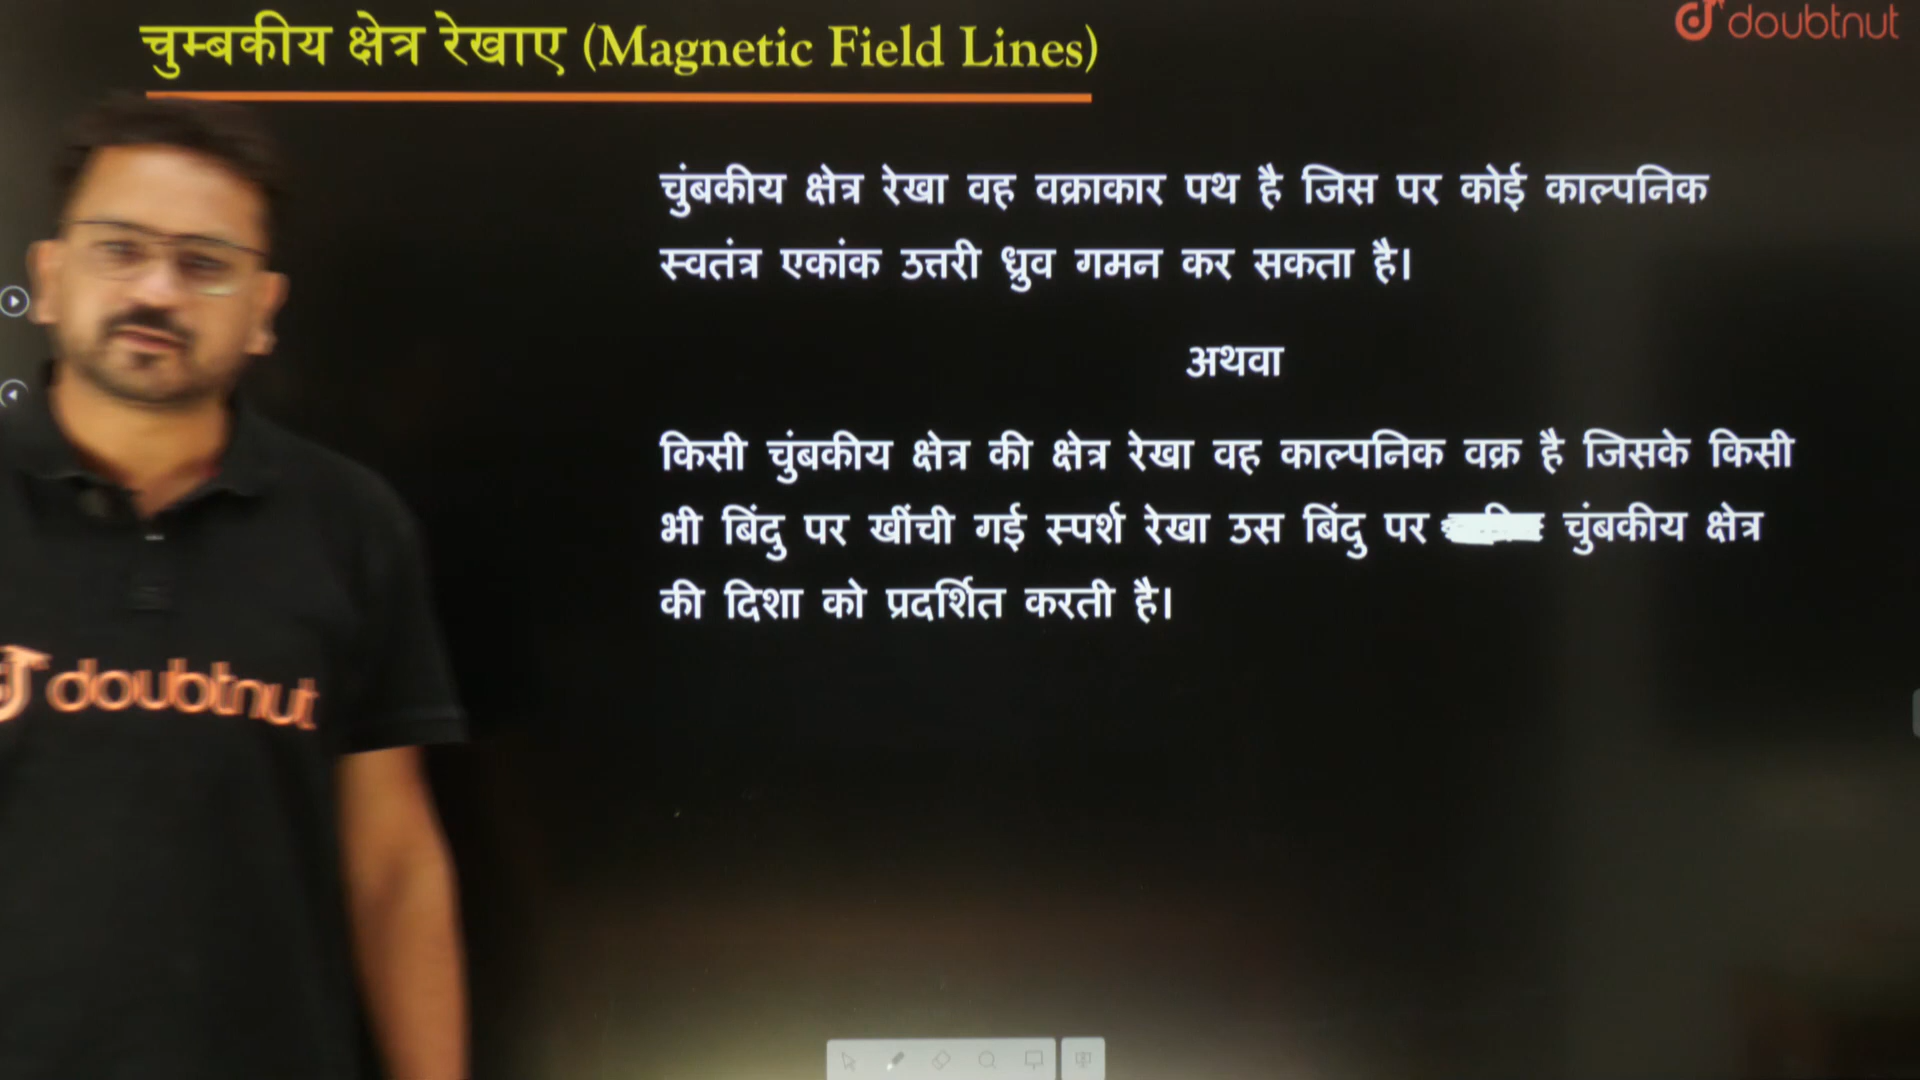 चुम्बकीय क्षेत्र रेखाए (Magnetic Field Lines)
doubtnut
चुंबकीय क्षेत्र रेखा वह वक्राकार पथ है जिस पर कोई काल्पनिक
स्वतंत्र एकांक उत्तरी ध्रुव गमन कर सकता है।
अथवा
किसी चुंबकीय क्षेत्र की क्षेत्र रेखा वह काल्पनिक वक्र है जिसके किसी
भी बिंदु पर खींची गई स्पर्श रेखा उस बिंदु पर चुंबकीय क्षेत्र
की दिशा को प्रदर्शित करती है।
doubtnut